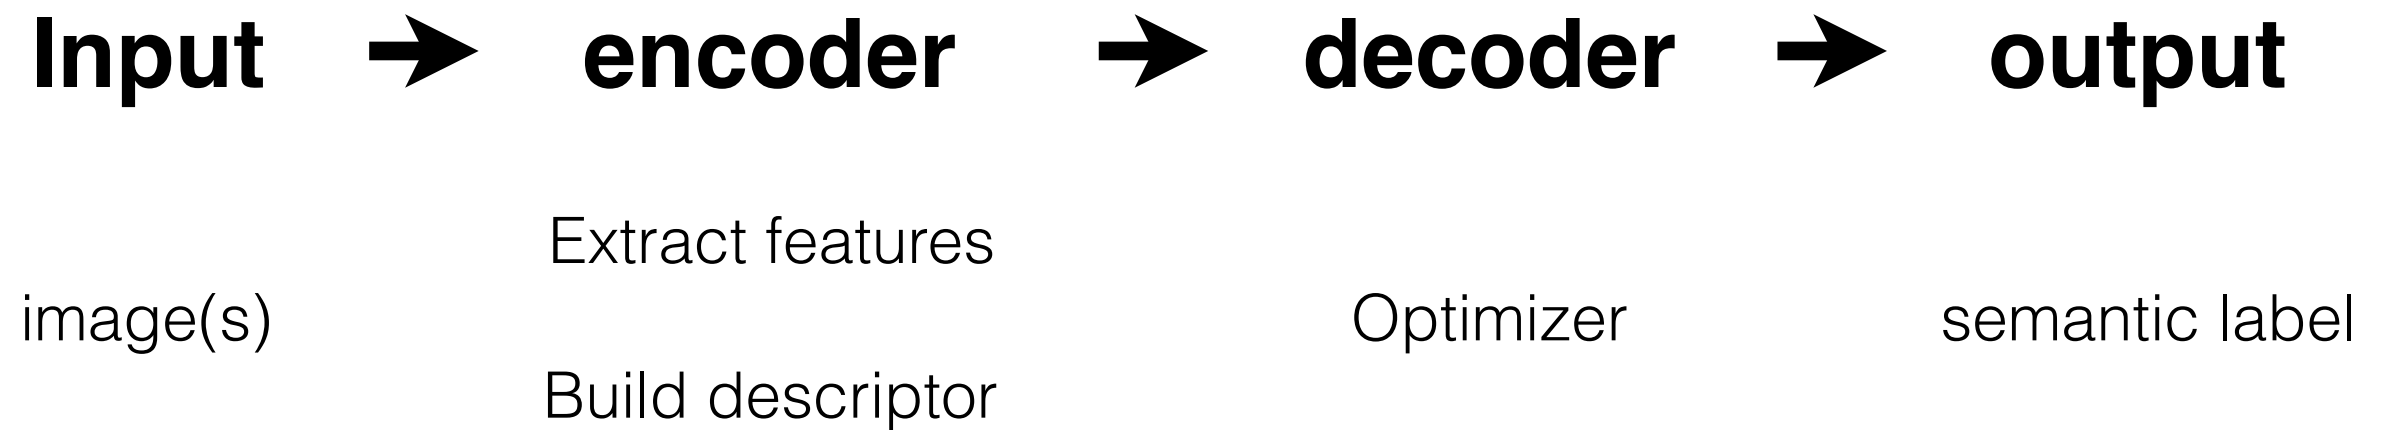 Input ➔ encoder ➔ decoder ➔ output
Extract features
image(s) Optimizer semantic label
Build descriptor